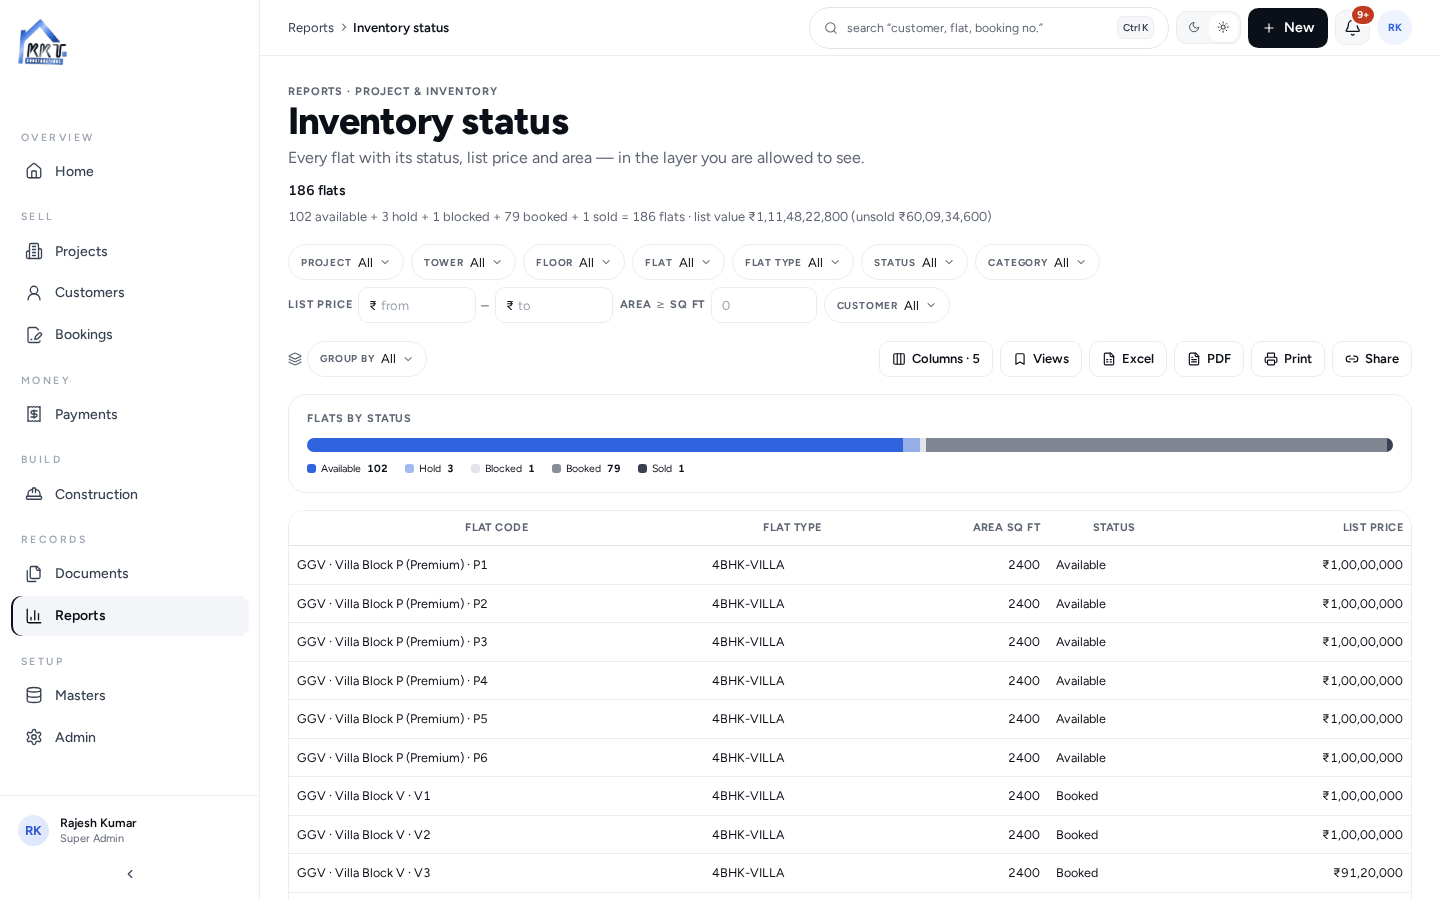 RRT
CONSTRUCTIONS
Reports › Inventory status
search “customer, flat, booking no.”
Ctrl K
New
9+
RK
OVERVIEW
Home
SELL
Projects
Customers
Bookings
MONEY
Payments
BUILD
Construction
RECORDS
Documents
Reports
SETUP
Masters
Admin
RK
Rajesh Kumar
Super Admin
REPORTS · PROJECT & INVENTORY
Inventory status
Every flat with its status, list price and area — in the layer you are allowed to see.
186 flats
102 available + 3 hold + 1 blocked + 79 booked + 1 sold = 186 flats · list value ₹1,11,48,22,800 (unsold ₹60,09,34,600)
PROJECT All TOWER All FLOOR All FLAT All FLAT TYPE All STATUS All CATEGORY All
LIST PRICE ₹ from – ₹ to AREA ≥ SQ FT 0 CUSTOMER All
GROUP BY All Columns · 5 Views Excel PDF Print Share
FLATS BY STATUS
Available 102 Hold 3 Blocked 1 Booked 79 Sold 1
FLAT CODE FLAT TYPE AREA SQ FT STATUS LIST PRICE
GGV · Villa Block P (Premium) · P1 4BHK-VILLA 2400 Available ₹1,00,00,000
GGV · Villa Block P (Premium) · P2 4BHK-VILLA 2400 Available ₹1,00,00,000
GGV · Villa Block P (Premium) · P3 4BHK-VILLA 2400 Available ₹1,00,00,000
GGV · Villa Block P (Premium) · P4 4BHK-VILLA 2400 Available ₹1,00,00,000
GGV · Villa Block P (Premium) · P5 4BHK-VILLA 2400 Available ₹1,00,00,000
GGV · Villa Block P (Premium) · P6 4BHK-VILLA 2400 Available ₹1,00,00,000
GGV · Villa Block V · V1 4BHK-VILLA 2400 Booked ₹1,00,00,000
GGV · Villa Block V · V2 4BHK-VILLA 2400 Booked ₹1,00,00,000
GGV · Villa Block V · V3 4BHK-VILLA 2400 Booked ₹91,20,000